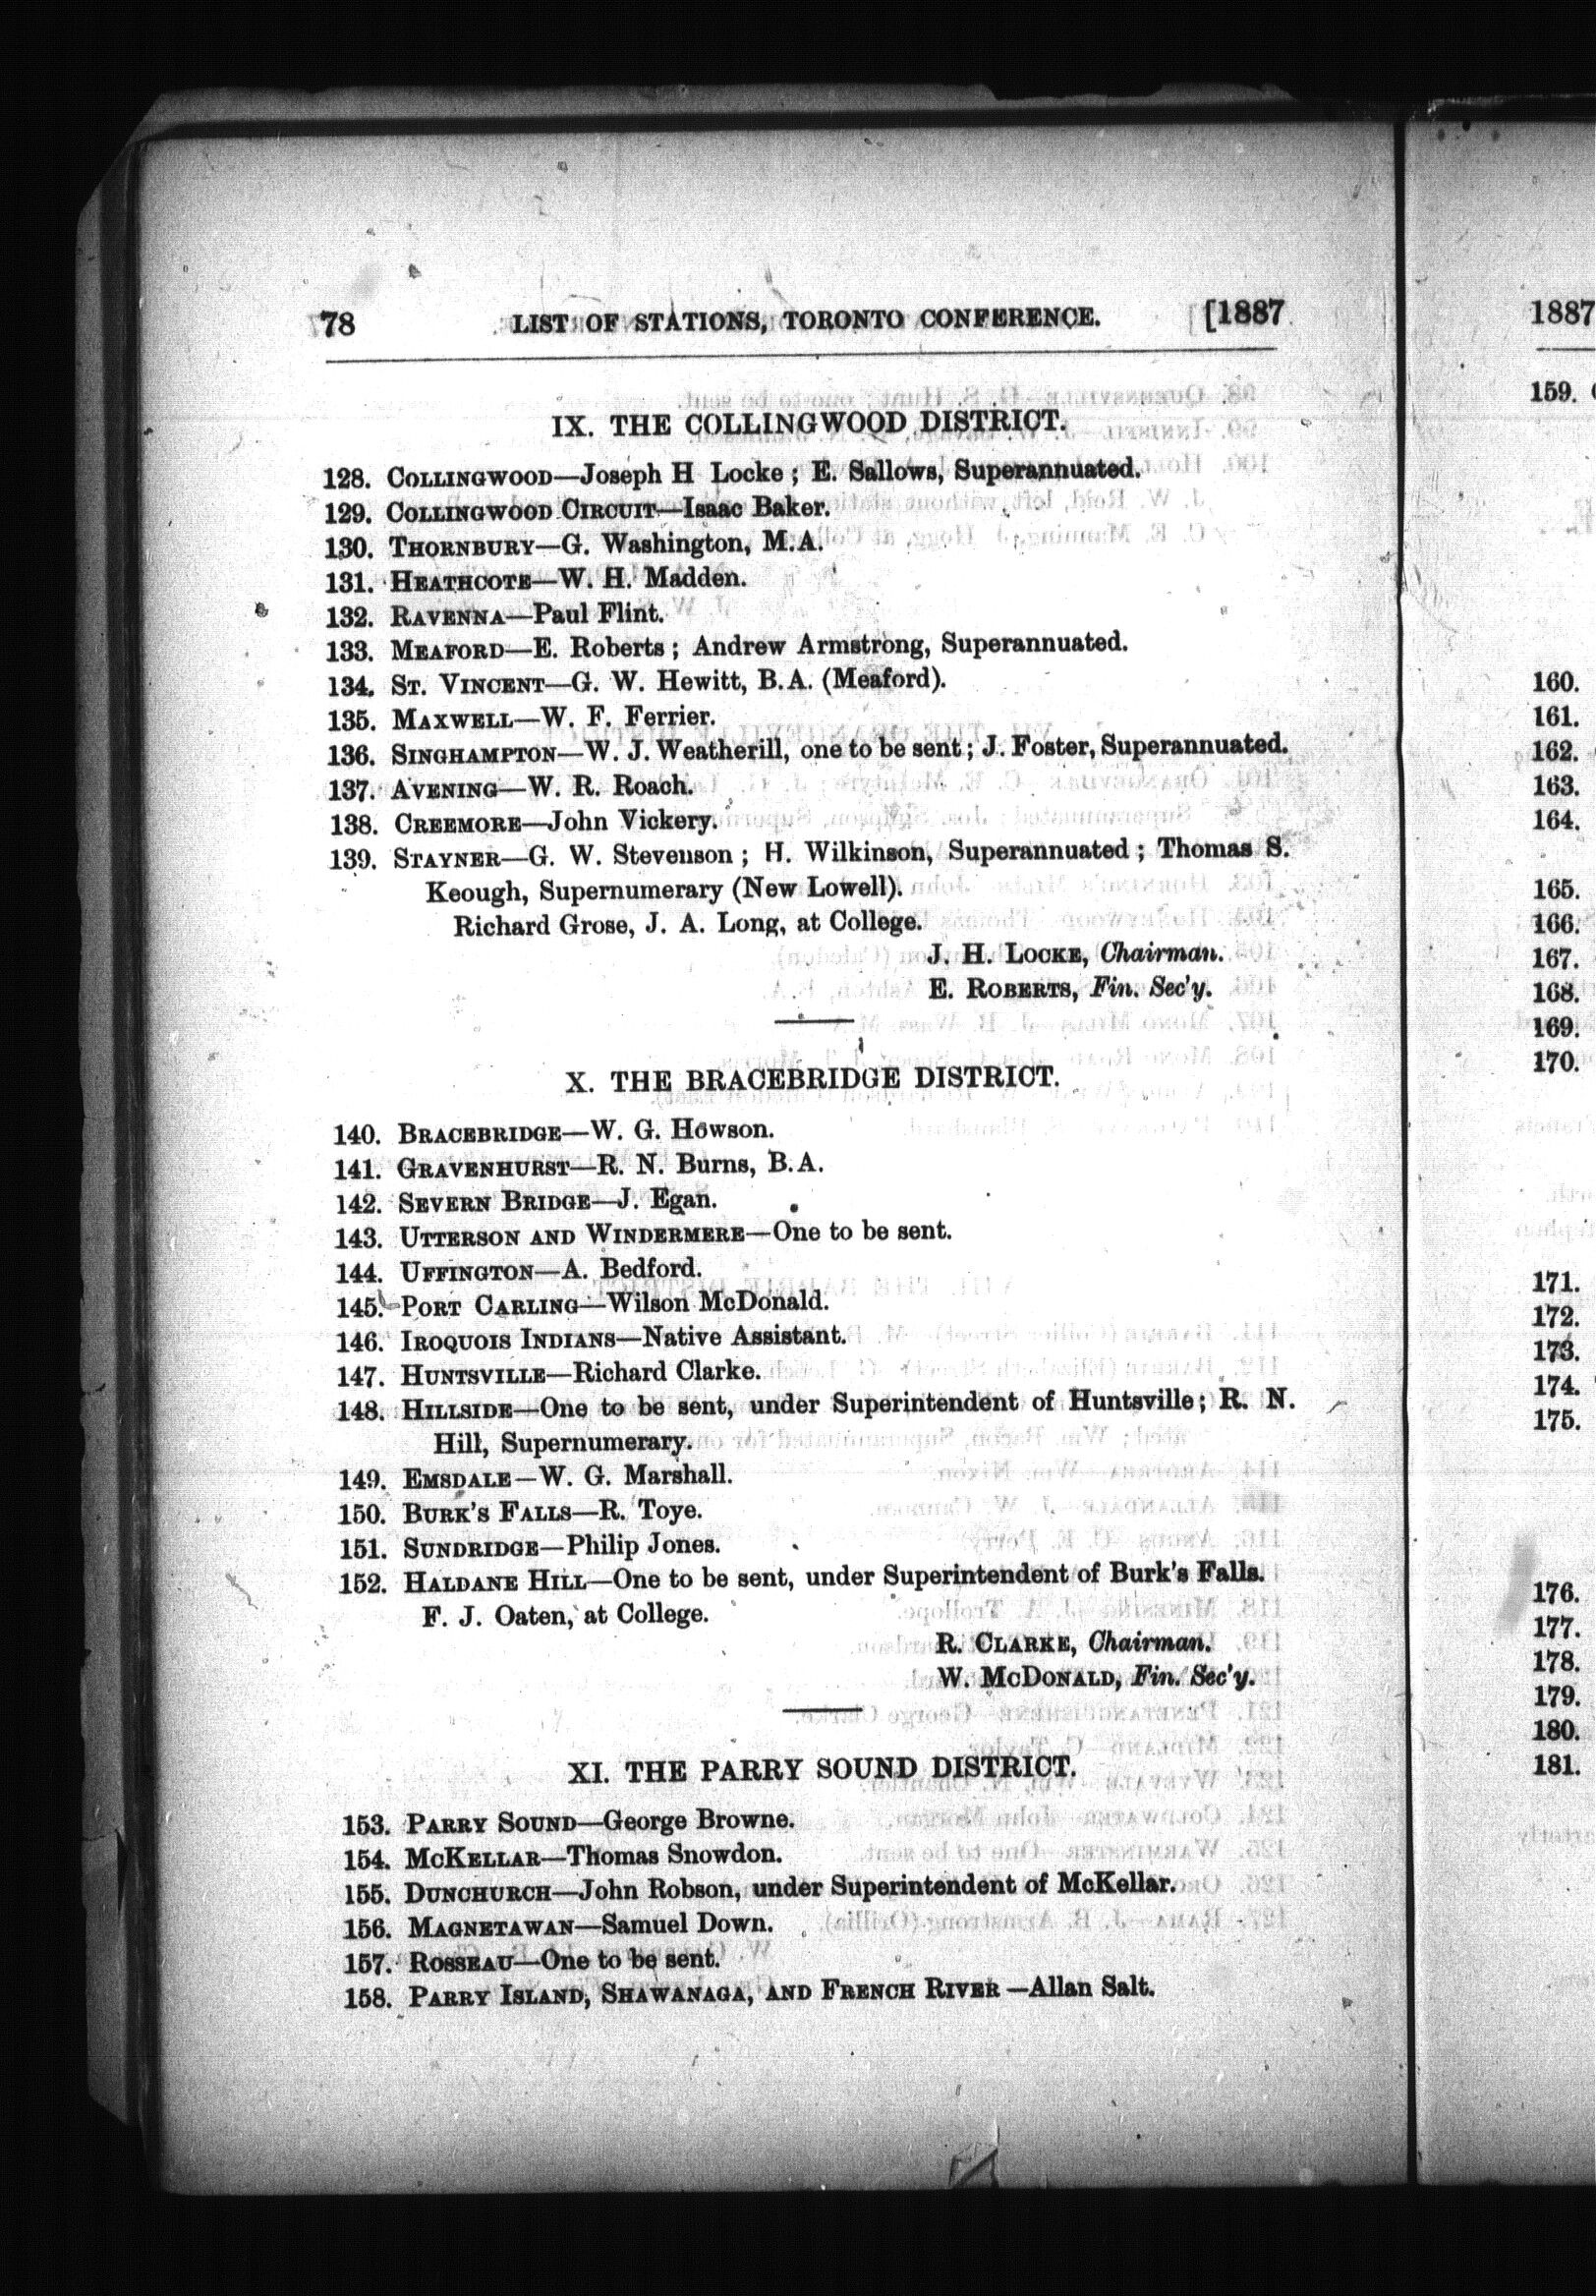 78 LIST OF STATIONS, TORONTO CONFERENCE. [1887
IX. THE COLLINGWOOD DISTRICT.
128. COLLINGWOOD—Joseph H Locke; E. Sallows, Superannuated.
129. COLLINGWOOD CIRCUIT—Isaac Baker.
130. THORNBURY—G. Washington, M.A.
131. HEATHCOTE—W. H. Madden.
132. RAVENNA—Paul Flint.
133. MEAFORD—E. Roberts; Andrew Armstrong, Superannuated.
134. ST. VINCENT—G. W. Hewitt, B.A. (Meaford).
135. MAXWELL—W. F. Ferrier.
136. SINGHAMPTON—W. J. Weatherill, one to be sent; J. Foster, Superannuated.
137. AVENING—W. R. Roach.
138. CREEMORE—John Vickery.
139. STAYNER—G. W. Stevenson; H. Wilkinson, Superannuated; Thomas S.
Keough, Supernumerary (New Lowell).
Richard Grose, J. A. Long, at College.
J. H. LOCKE, Chairman.
E. ROBERTS, Fin. Sec'y.
X. THE BRACEBRIDGE DISTRICT.
140. BRACEBRIDGE—W. G. Howson.
141. GRAVENHURST—R. N. Burns, B.A.
142. SEVERN BRIDGE—J. Egan.
143. UTTERSON AND WINDERMERE—One to be sent.
144. UFFINGTON—A. Bedford.
145. PORT CARLING—Wilson McDonald.
146. IROQUOIS INDIANS—Native Assistant.
147. HUNTSVILLE—Richard Clarke.
148. HILLSIDE—One to be sent, under Superintendent of Huntsville; R. N.
Hill, Supernumerary.
149. EMSDALE—W. G. Marshall.
150. BURK'S FALLS—R. Toye.
151. SUNDRIDGE—Philip Jones.
152. HALDANE HILL—One to be sent, under Superintendent of Burk's Falls.
F. J. Oaten, at College.
R. CLARKE, Chairman.
W. MCDONALD, Fin. Sec'y.
XI. THE PARRY SOUND DISTRICT.
153. PARRY SOUND—George Browne.
154. MCKELLAR—Thomas Snowdon.
155. DUNCHURCH—John Robson, under Superintendent of McKellar.
156. MAGNETAWAN—Samuel Down.
157. ROSSEAU—One to be sent.
158. PARRY ISLAND, SHAWANAGA, AND FRENCH RIVER—Allan Salt.
1887
159.
160.
161.
162.
163.
164.
165.
166.
167.
168.
169.
170.
171.
172.
173.
174.
175.
176.
177.
178.
179.
180.
181.